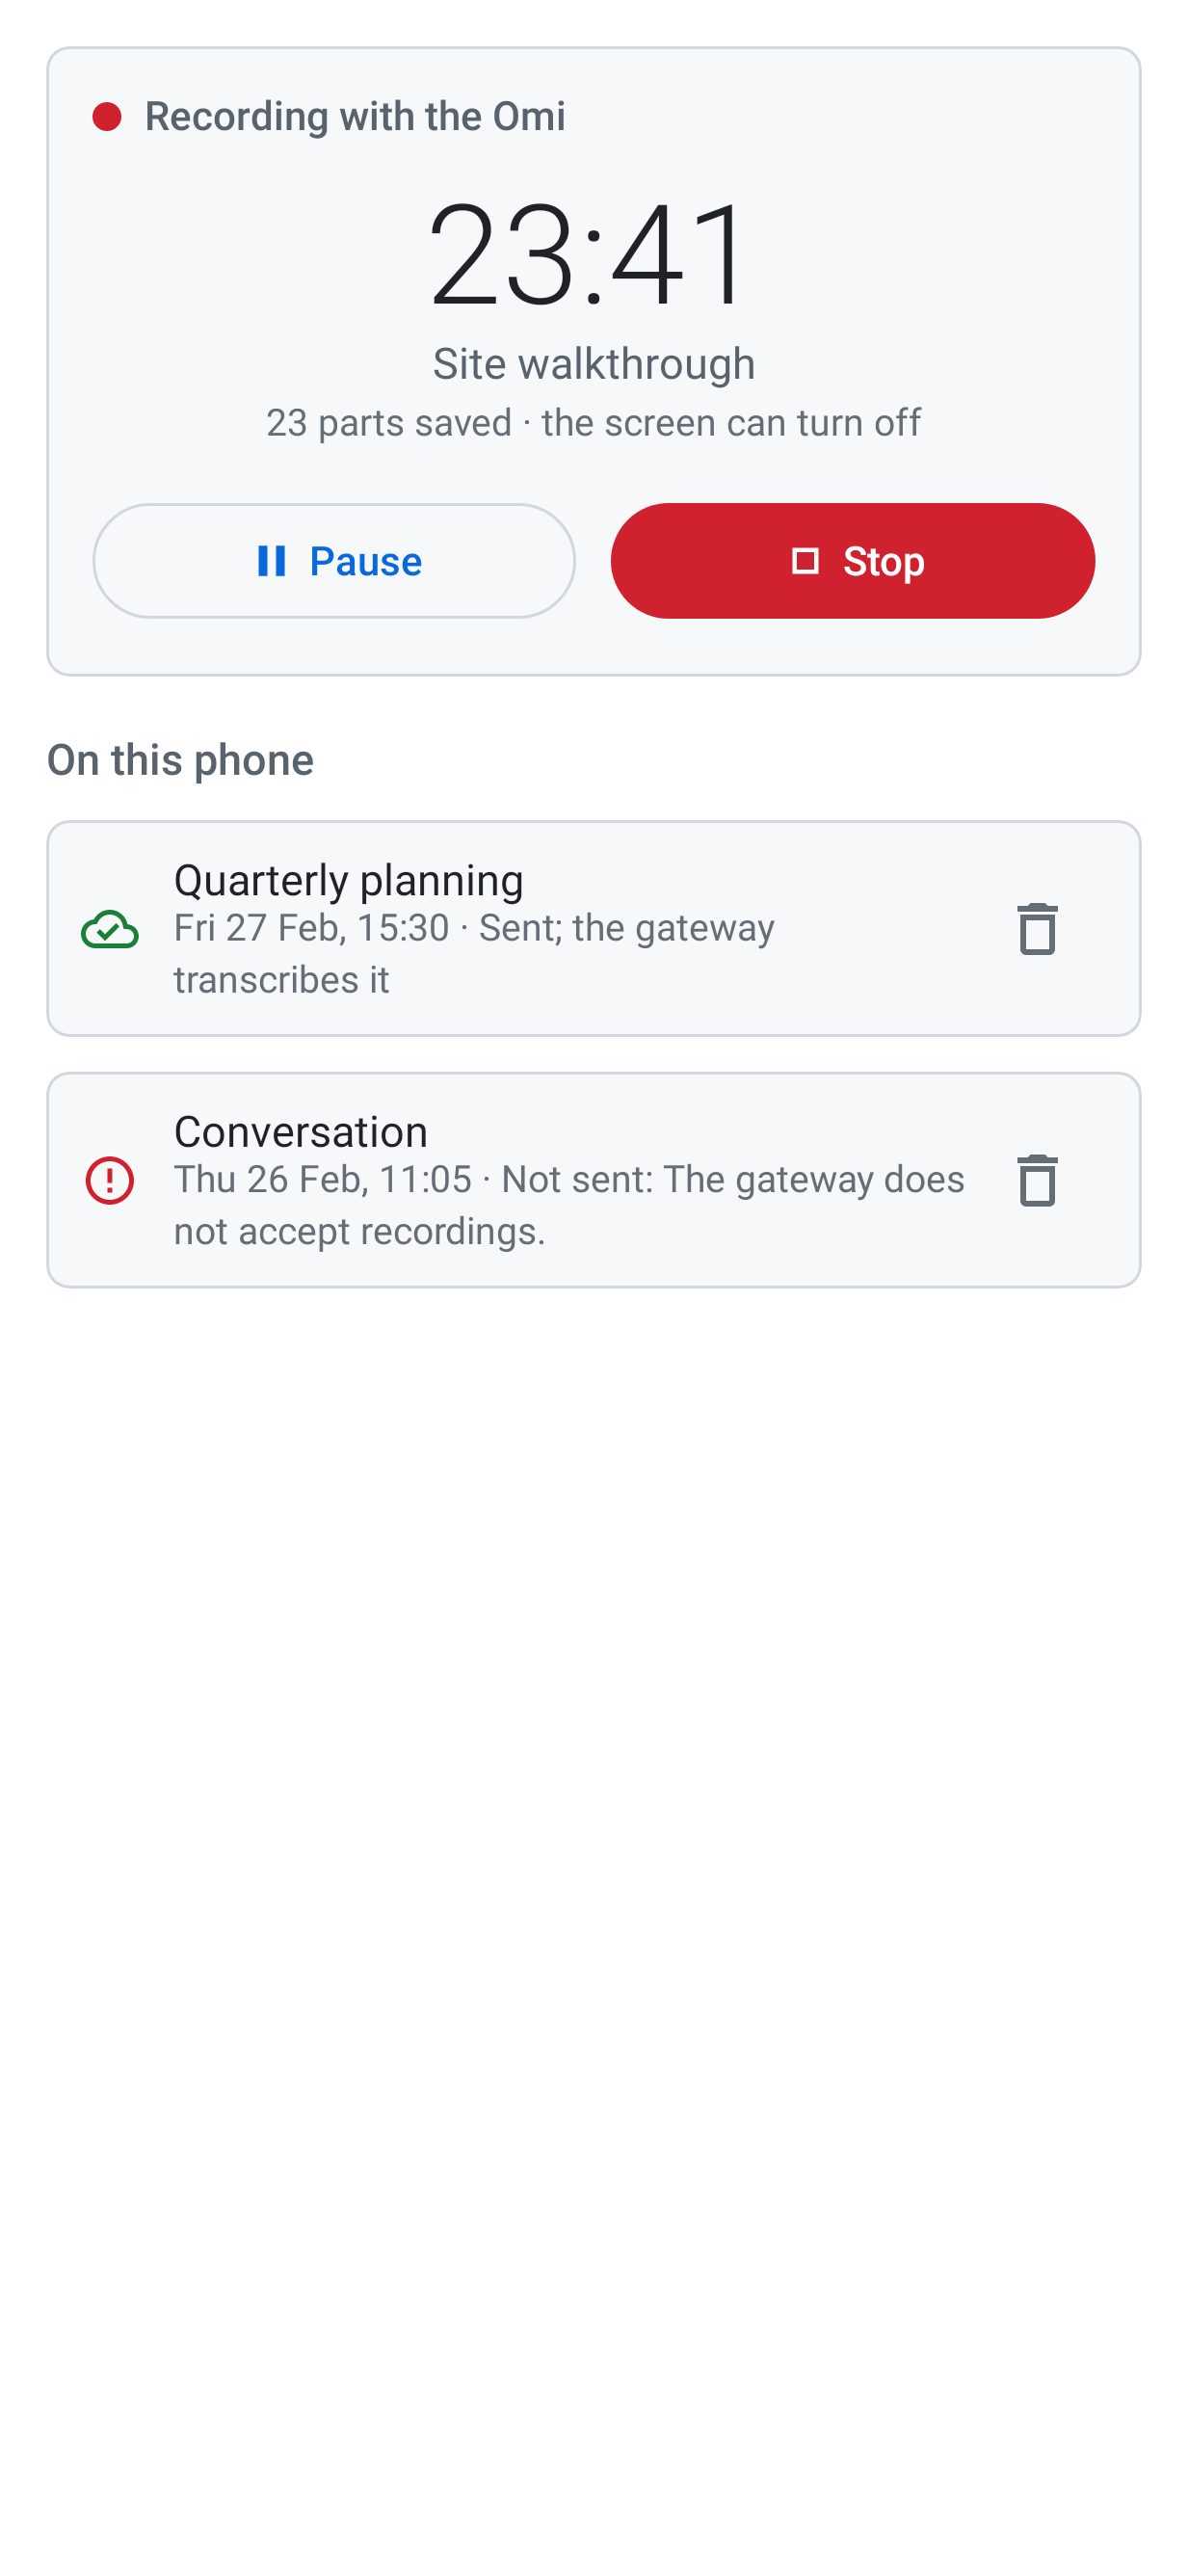 Recording with the Omi
23:41
Site walkthrough
23 parts saved · the screen can turn off
Pause
Stop
On this phone
Quarterly planning
Fri 27 Feb, 15:30 · Sent; the gateway
transcribes it
Conversation
Thu 26 Feb, 11:05 · Not sent: The gateway does
not accept recordings.